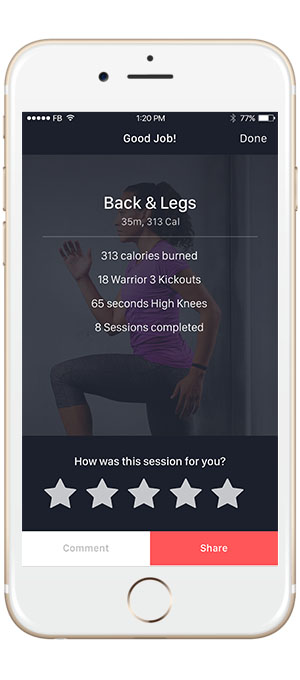 FB 1:20 PM 77%
Good Job! Done
Back & Legs
35m, 313 Cal
313 calories burned
18 Warrior 3 Kickouts
65 seconds High Knees
8 Sessions completed
How was this session for you?
Comment Share